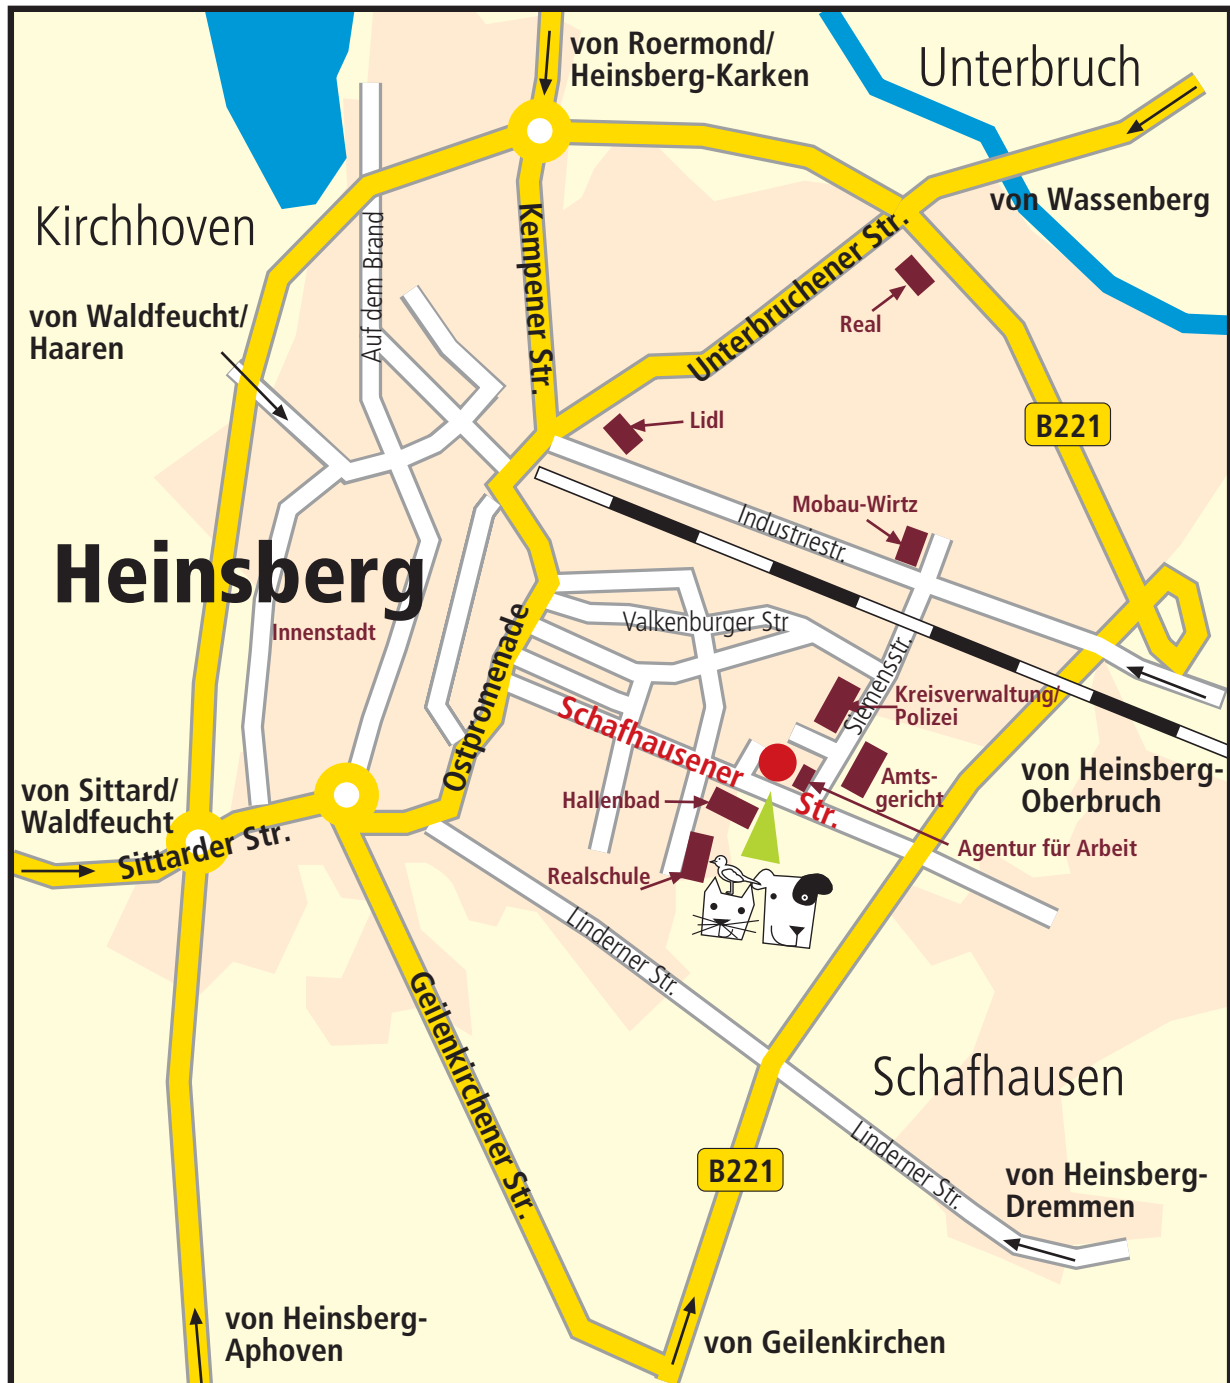 von Roermond/
Heinsberg-Karken
Unterbruch
von Wassenberg
Kirchhoven
von Waldfeucht/
Haaren
Auf dem Brand
Kempener Str.
Unterbruchener Str.
Real
Lidl
B221
Mobau-Wirtz
Industriestr.
Heinsberg
Innenstadt
Valkenburger Str
Ostpromenade
Siemensstr.
Kreisverwaltung/
Polizei
Schafhausener Str.
von Heinsberg-
Oberbruch
Amts-
gericht
Hallenbad
Agentur für Arbeit
Realschule
von Sittard/
Waldfeucht
Sittarder Str.
Linderner Str.
Geilenkirchener Str.
Schafhausen
Linderner Str.
B221
von Heinsberg-
Dremmen
von Heinsberg-
Aphoven
von Geilenkirchen